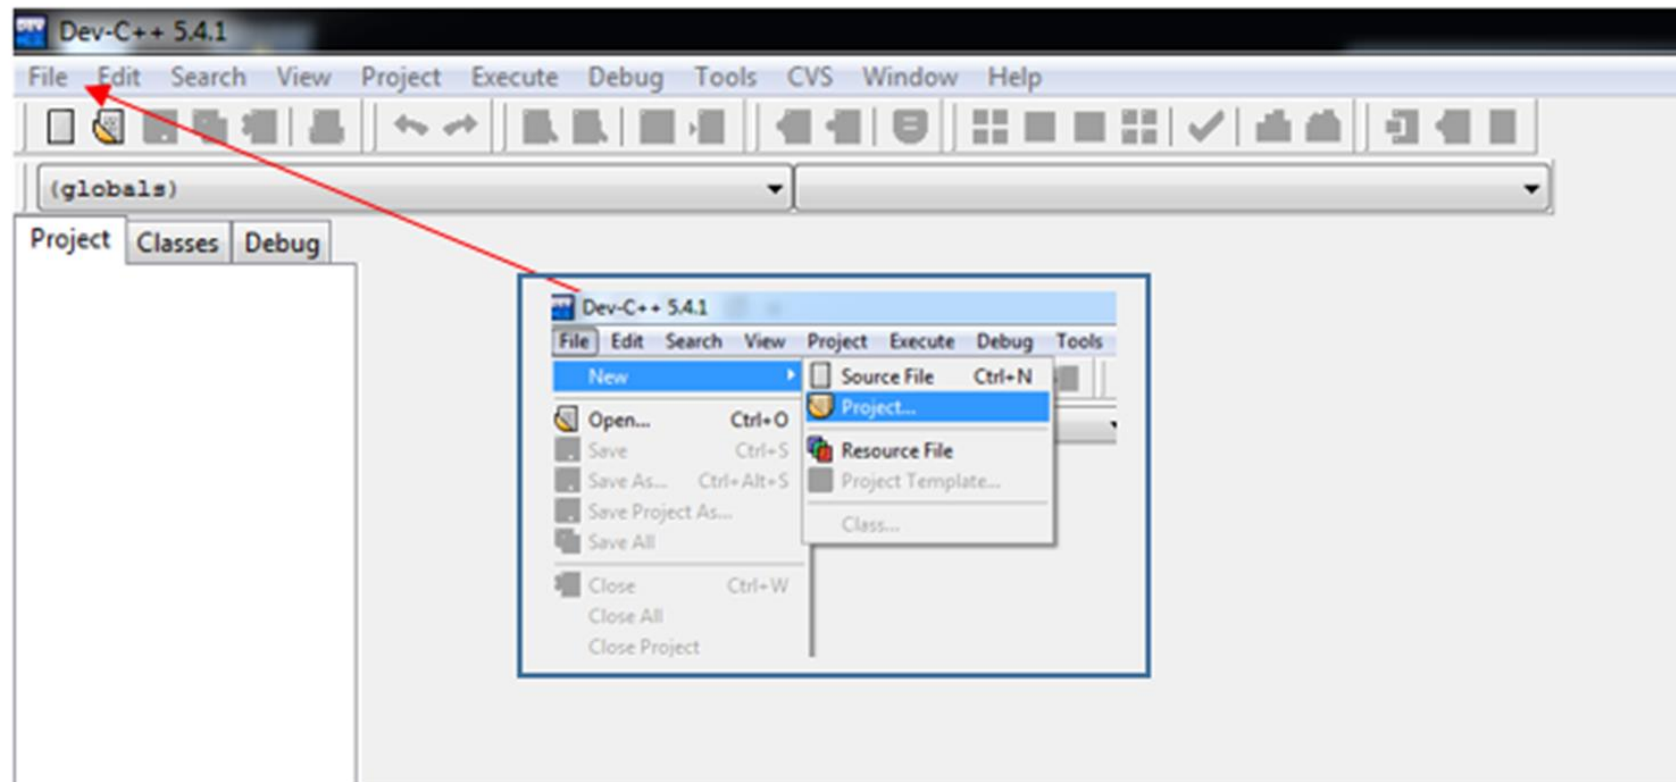 Dev-C++ 5.4.1
File Edit Search View Project Execute Debug Tools CVS Window Help
(globals)
Project Classes Debug
Dev-C++ 5.4.1
File Edit Search View Project Execute Debug Tools
New
Source File Ctrl+N
Project...
Open... Ctrl+O
Resource File
Save Ctrl+S
Project Template...
Save As... Ctrl+Alt+S
Save Project As...
Class...
Save All
Close Ctrl+W
Close All
Close Project